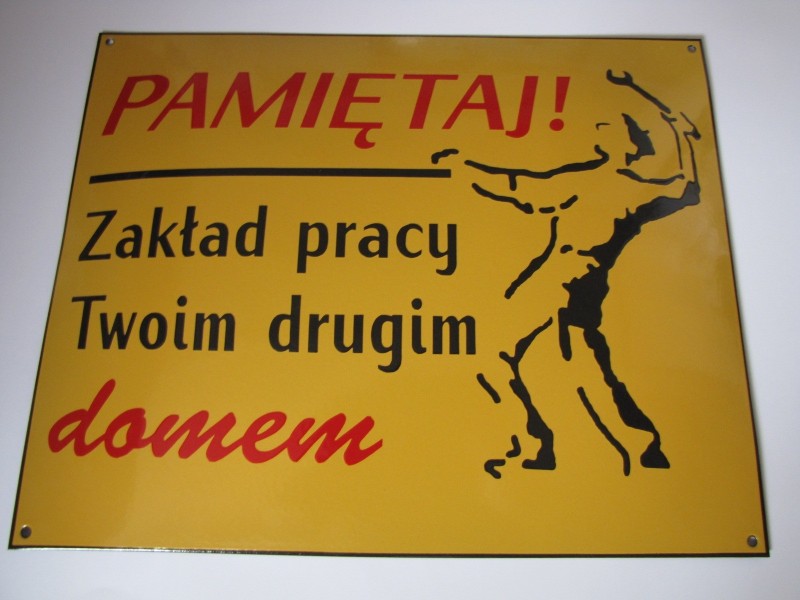 PAMIĘTAJ!
Zakład pracy
Twoim drugim
domem